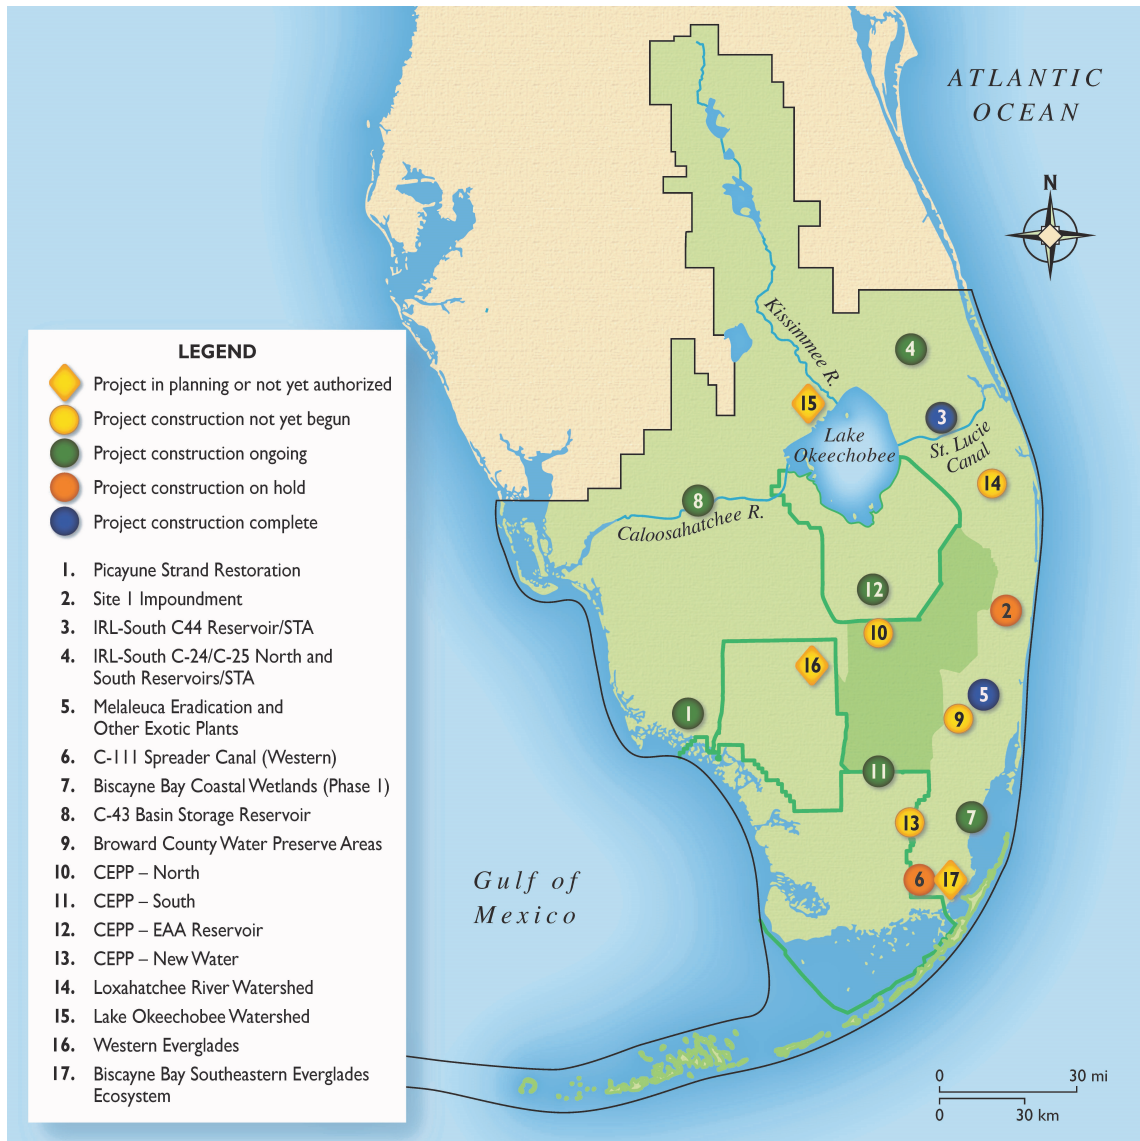 ATLANTIC
OCEAN
N
Kissimmee R.
4
15
3
Lake
Okeechobee
St. Lucie
Canal
14
8
Caloosahatchee R.
12
2
10
16
5
1
9
11
13
7
6
17
Gulf of
Mexico
0 30 mi
0 30 km
LEGEND
Project in planning or not yet authorized
Project construction not yet begun
Project construction ongoing
Project construction on hold
Project construction complete
1. Picayune Strand Restoration
2. Site 1 Impoundment
3. IRL-South C44 Reservoir/STA
4. IRL-South C-24/C-25 North and
South Reservoirs/STA
5. Melaleuca Eradication and
Other Exotic Plants
6. C-111 Spreader Canal (Western)
7. Biscayne Bay Coastal Wetlands (Phase 1)
8. C-43 Basin Storage Reservoir
9. Broward County Water Preserve Areas
10. CEPP – North
11. CEPP – South
12. CEPP – EAA Reservoir
13. CEPP – New Water
14. Loxahatchee River Watershed
15. Lake Okeechobee Watershed
16. Western Everglades
17. Biscayne Bay Southeastern Everglades
Ecosystem